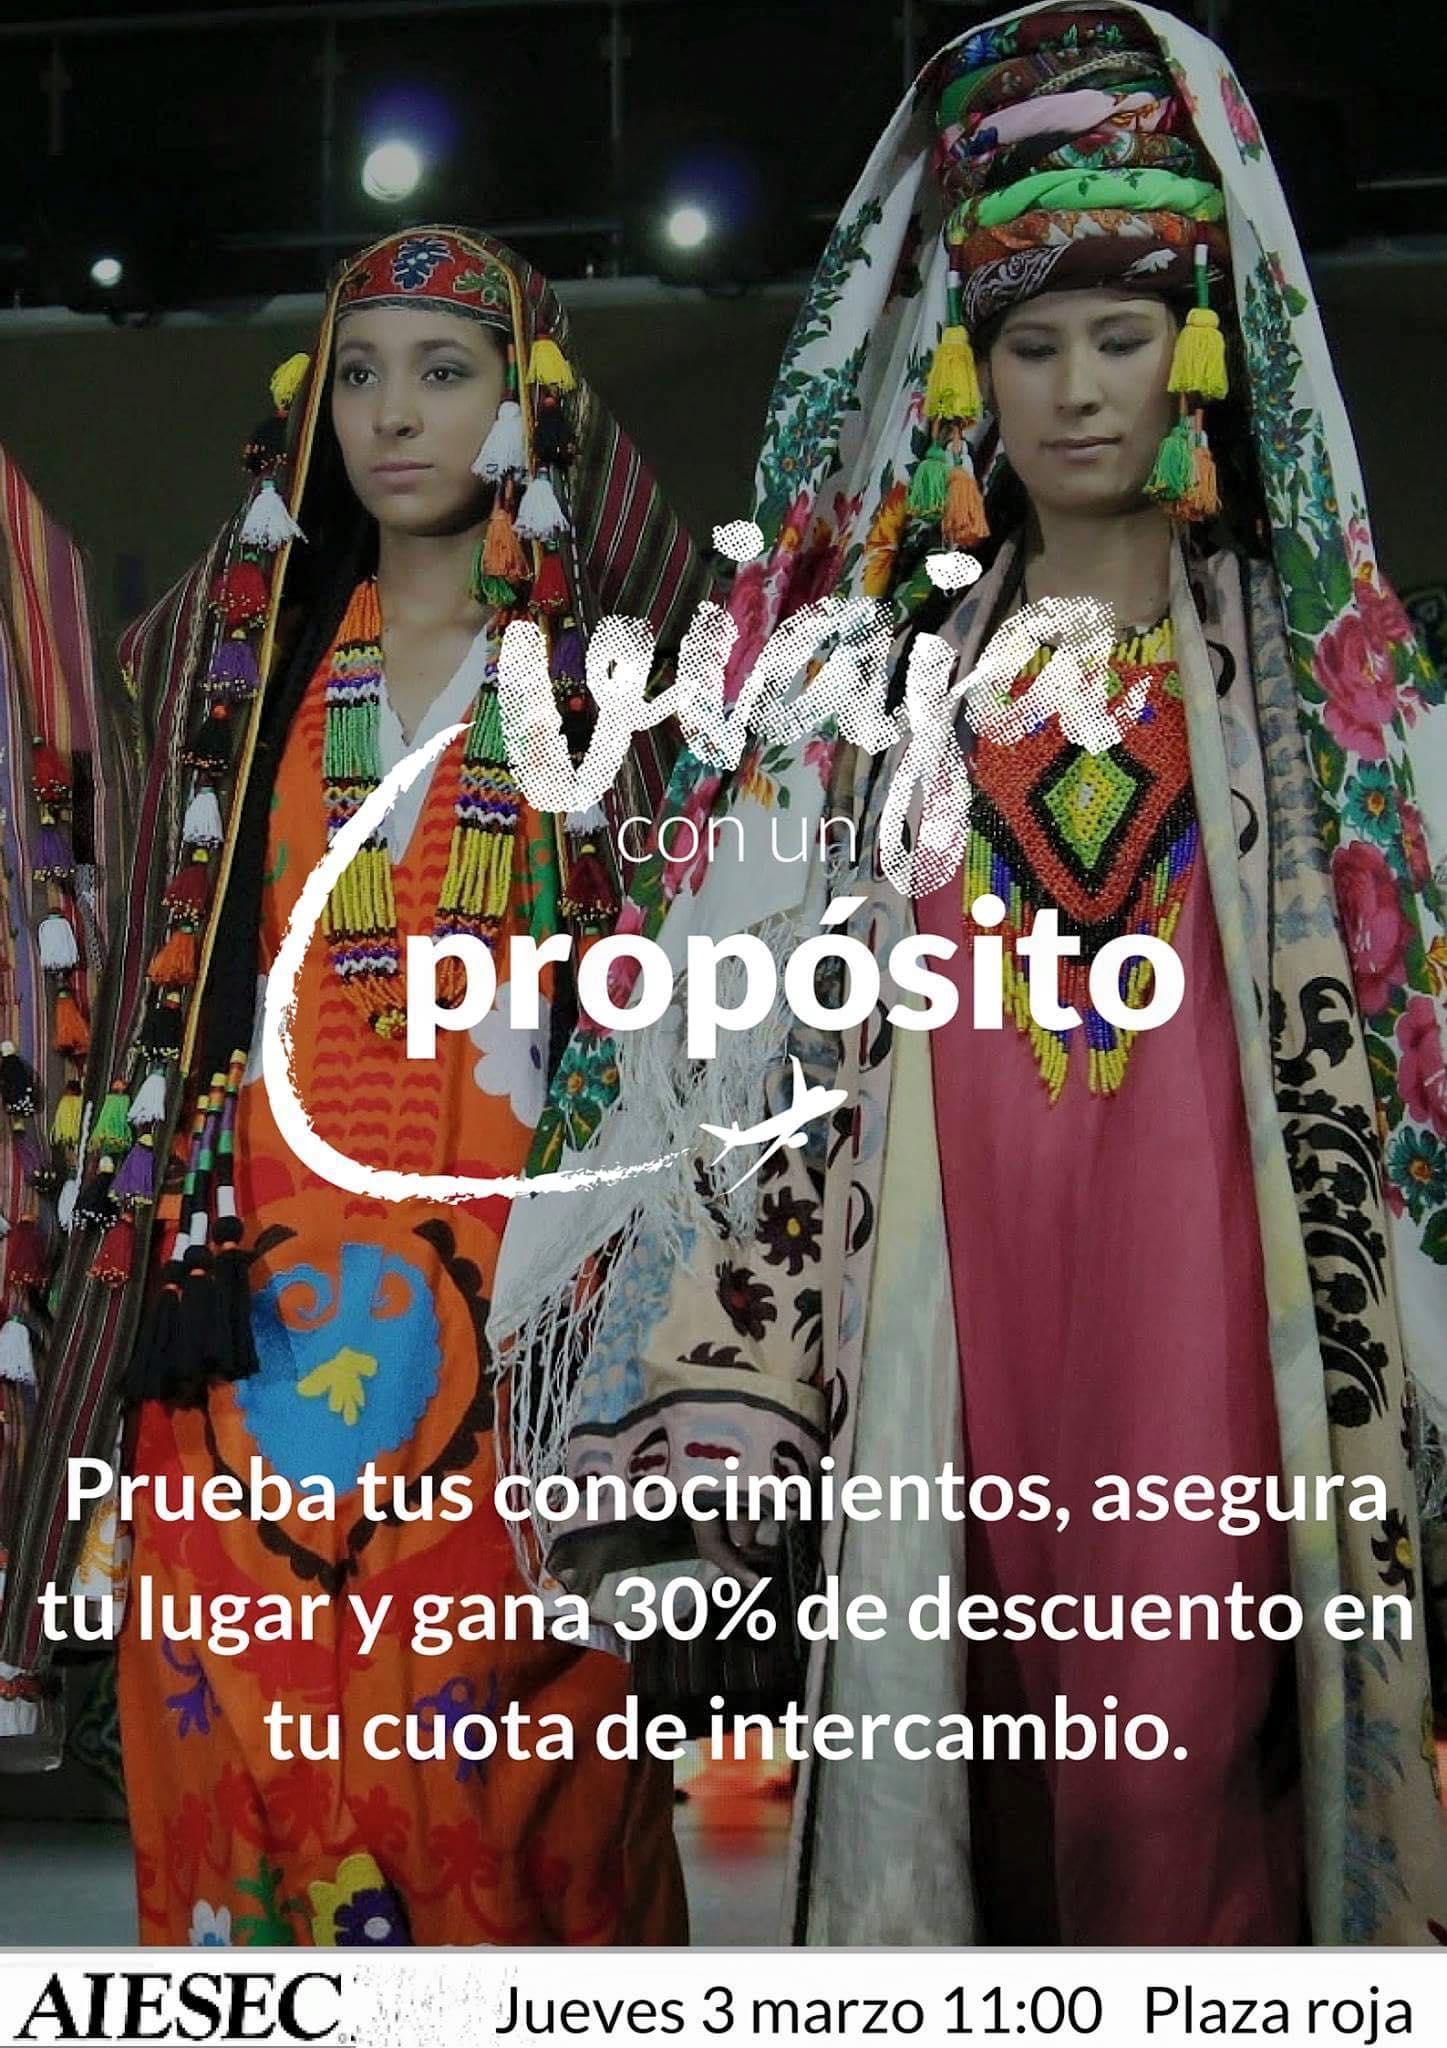 viaja
con un
propósito
Prueba tus conocimientos, asegura
tu lugar y gana 30% de descuento en
tu cuota de intercambio.
AIESEC Jueves 3 marzo 11:00 Plaza roja